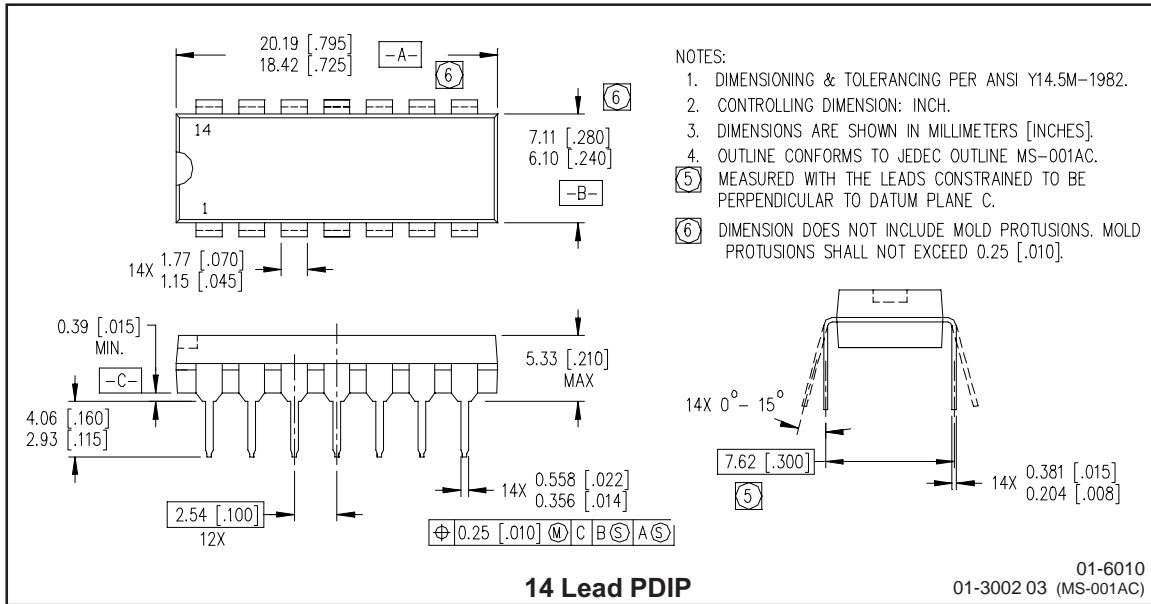 20.19 [.795]
18.42 [.725]
-A-
6
6
14
1
7.11 [.280]
6.10 [.240]
-B-
14X 1.77 [.070]
1.15 [.045]
NOTES:
1. DIMENSIONING & TOLERANCING PER ANSI Y14.5M-1982.
2. CONTROLLING DIMENSION: INCH.
3. DIMENSIONS ARE SHOWN IN MILLIMETERS [INCHES].
4. OUTLINE CONFORMS TO JEDEC OUTLINE MS-001AC.
5 MEASURED WITH THE LEADS CONSTRAINED TO BE
PERPENDICULAR TO DATUM PLANE C.
6 DIMENSION DOES NOT INCLUDE MOLD PROTUSIONS. MOLD
PROTUSIONS SHALL NOT EXCEED 0.25 [.010].
0.39 [.015]
MIN.
-C-
4.06 [.160]
2.93 [.115]
5.33 [.210]
MAX
2.54 [.100]
12X
14X 0.558 [.022]
0.356 [.014]
⌖ 0.25 [.010] Ⓜ C B Ⓢ A Ⓢ
14X 0°- 15°
7.62 [.300]
5
14X 0.381 [.015]
0.204 [.008]
14 Lead PDIP
01-6010
01-3002 03 (MS-001AC)